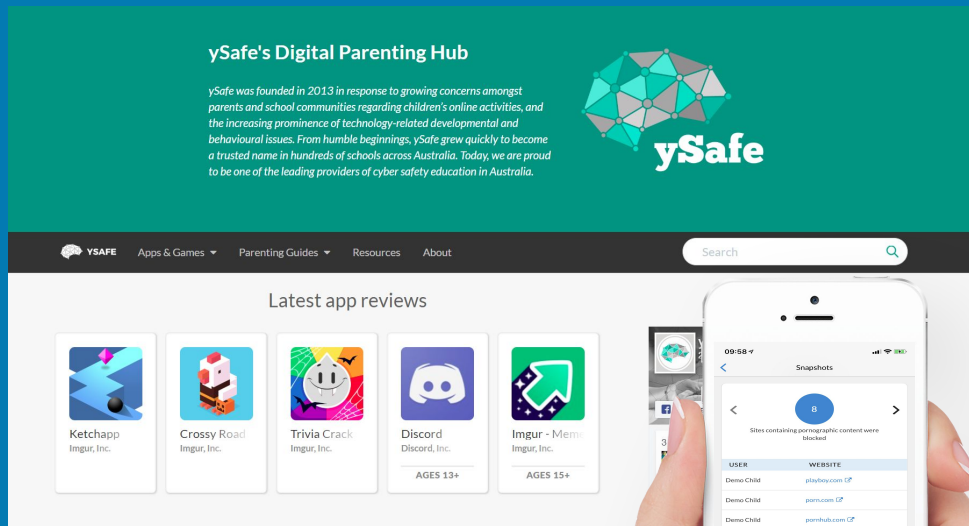 ySafe's Digital Parenting Hub
ySafe was founded in 2013 in response to growing concerns amongst
parents and school communities regarding children's online activities, and
the increasing prominence of technology-related developmental and
behavioural issues. From humble beginnings, ySafe grew quickly to become
a trusted name in hundreds of schools across Australia. Today, we are proud
to be one of the leading providers of cyber safety education in Australia.
ySafe
YSAFE
Apps & Games
Parenting Guides
Resources
About
Search
Latest app reviews
Ketchapp
Imgur, Inc.
Crossy Road
Imgur, Inc.
Trivia Crack
Imgur, Inc.
Discord
Discord, Inc.
AGES 13+
Imgur - Mem
Imgur, Inc.
AGES 15+
09:58
Snapshots
8
Sites containing pornographic content were
blocked
USER WEBSITE
Demo Child playboy.com
Demo Child porn.com
Demo Child pornhub.com